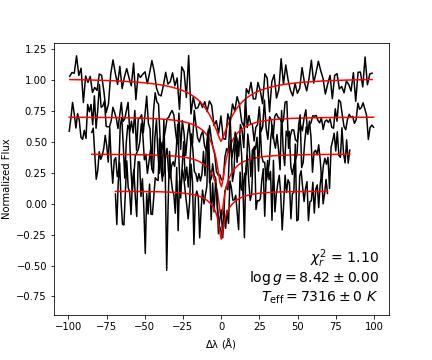 1.25
1.00
0.75
0.50
0.25
0.00
−0.25
−0.50
−0.75
Normalized Flux
χ²ᵣ = 1.10
log g = 8.42 ± 0.00
T_eff = 7316 ± 0 K
−100 −75 −50 −25 0 25 50 75 100
Δλ (Å)